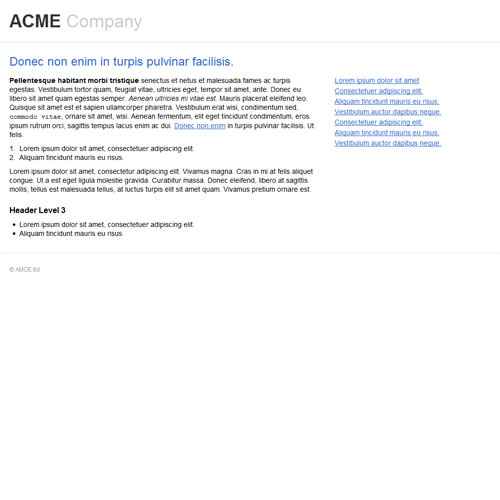 ACME Company
Donec non enim in turpis pulvinar facilisis.
Pellentesque habitant morbi tristique senectus et netus et malesuada fames ac turpis
egestas. Vestibulum tortor quam, feugiat vitae, ultricies eget, tempor sit amet, ante. Donec eu
libero sit amet quam egestas semper. Aenean ultricies mi vitae est. Mauris placerat eleifend leo.
Quisque sit amet est et sapien ullamcorper pharetra. Vestibulum erat wisi, condimentum sed,
commodo vitae, ornare sit amet, wisi. Aenean fermentum, elit eget tincidunt condimentum, eros
ipsum rutrum orci, sagittis tempus lacus enim ac dui. Donec non enim in turpis pulvinar facilisis. Ut
felis.
1. Lorem ipsum dolor sit amet, consectetuer adipiscing elit.
2. Aliquam tincidunt mauris eu risus.
Lorem ipsum dolor sit amet, consectetur adipiscing elit. Vivamus magna. Cras in mi at felis aliquet
congue. Ut a est eget ligula molestie gravida. Curabitur massa. Donec eleifend, libero at sagittis
mollis, tellus est malesuada tellus, at luctus turpis elit sit amet quam. Vivamus pretium ornare est.
Header Level 3
• Lorem ipsum dolor sit amet, consectetuer adipiscing elit.
• Aliquam tincidunt mauris eu risus.
Lorem ipsum dolor sit amet
Consectetuer adipiscing elit.
Aliquam tincidunt mauris eu risus.
Vestibulum auctor dapibus neque.
Consectetuer adipiscing elit.
Aliquam tincidunt mauris eu risus.
Vestibulum auctor dapibus neque.